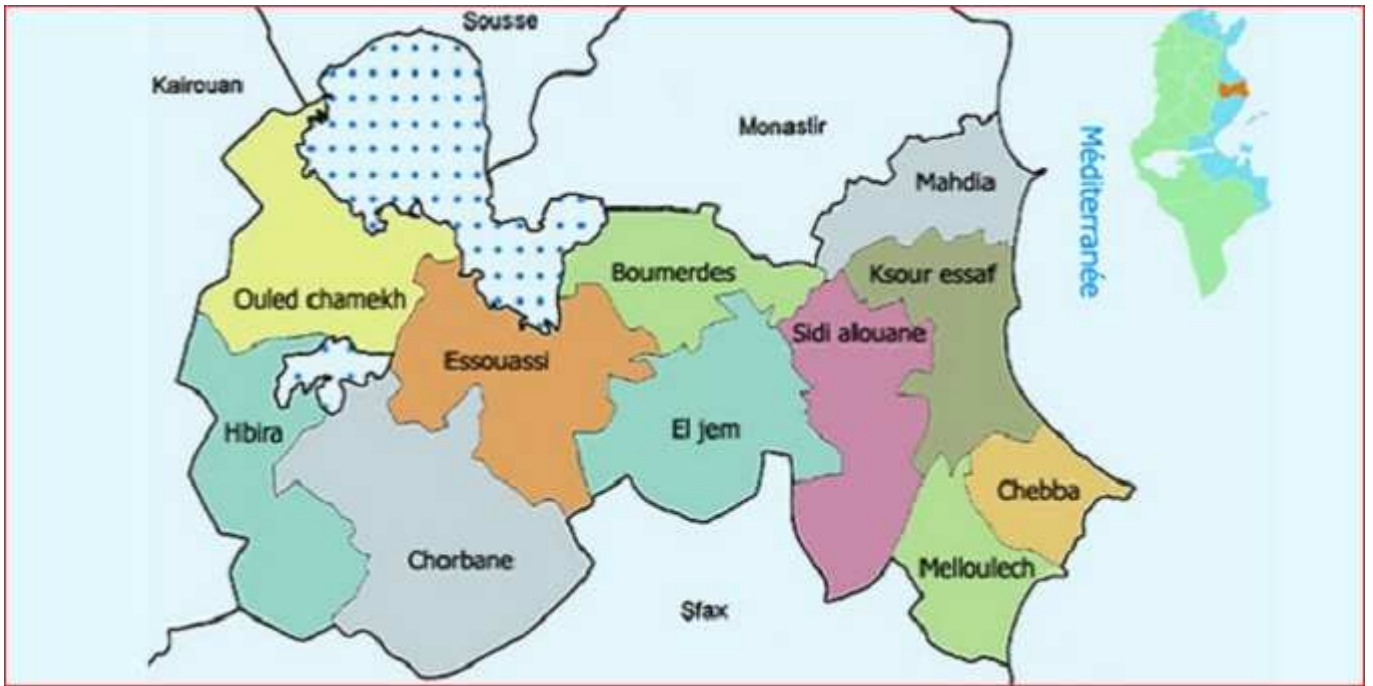 Sousse
Kairouan
Monastir
Méditerranée
Mahdia
Boumerdes
Ksour essaf
Ouled chamekh
Sidi allouane
Essouassi
Hbira
El jem
Chebba
Chorbane
Melloulech
Sfax